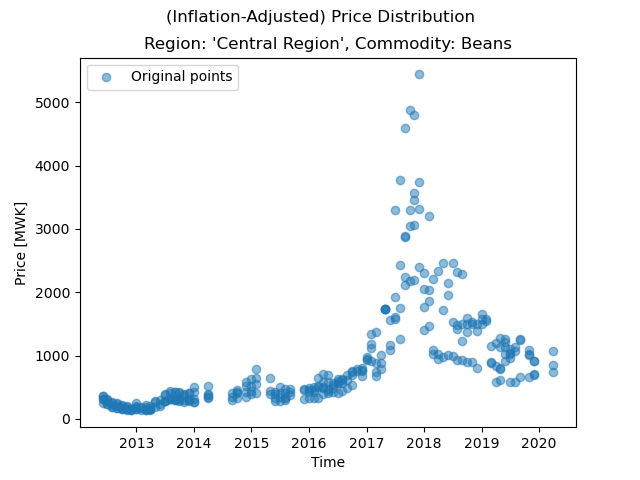 (Inflation-Adjusted) Price Distribution
Region: 'Central Region', Commodity: Beans
Original points
Price [MWK]
5000
4000
3000
2000
1000
0
2013 2014 2015 2016 2017 2018 2019 2020
Time